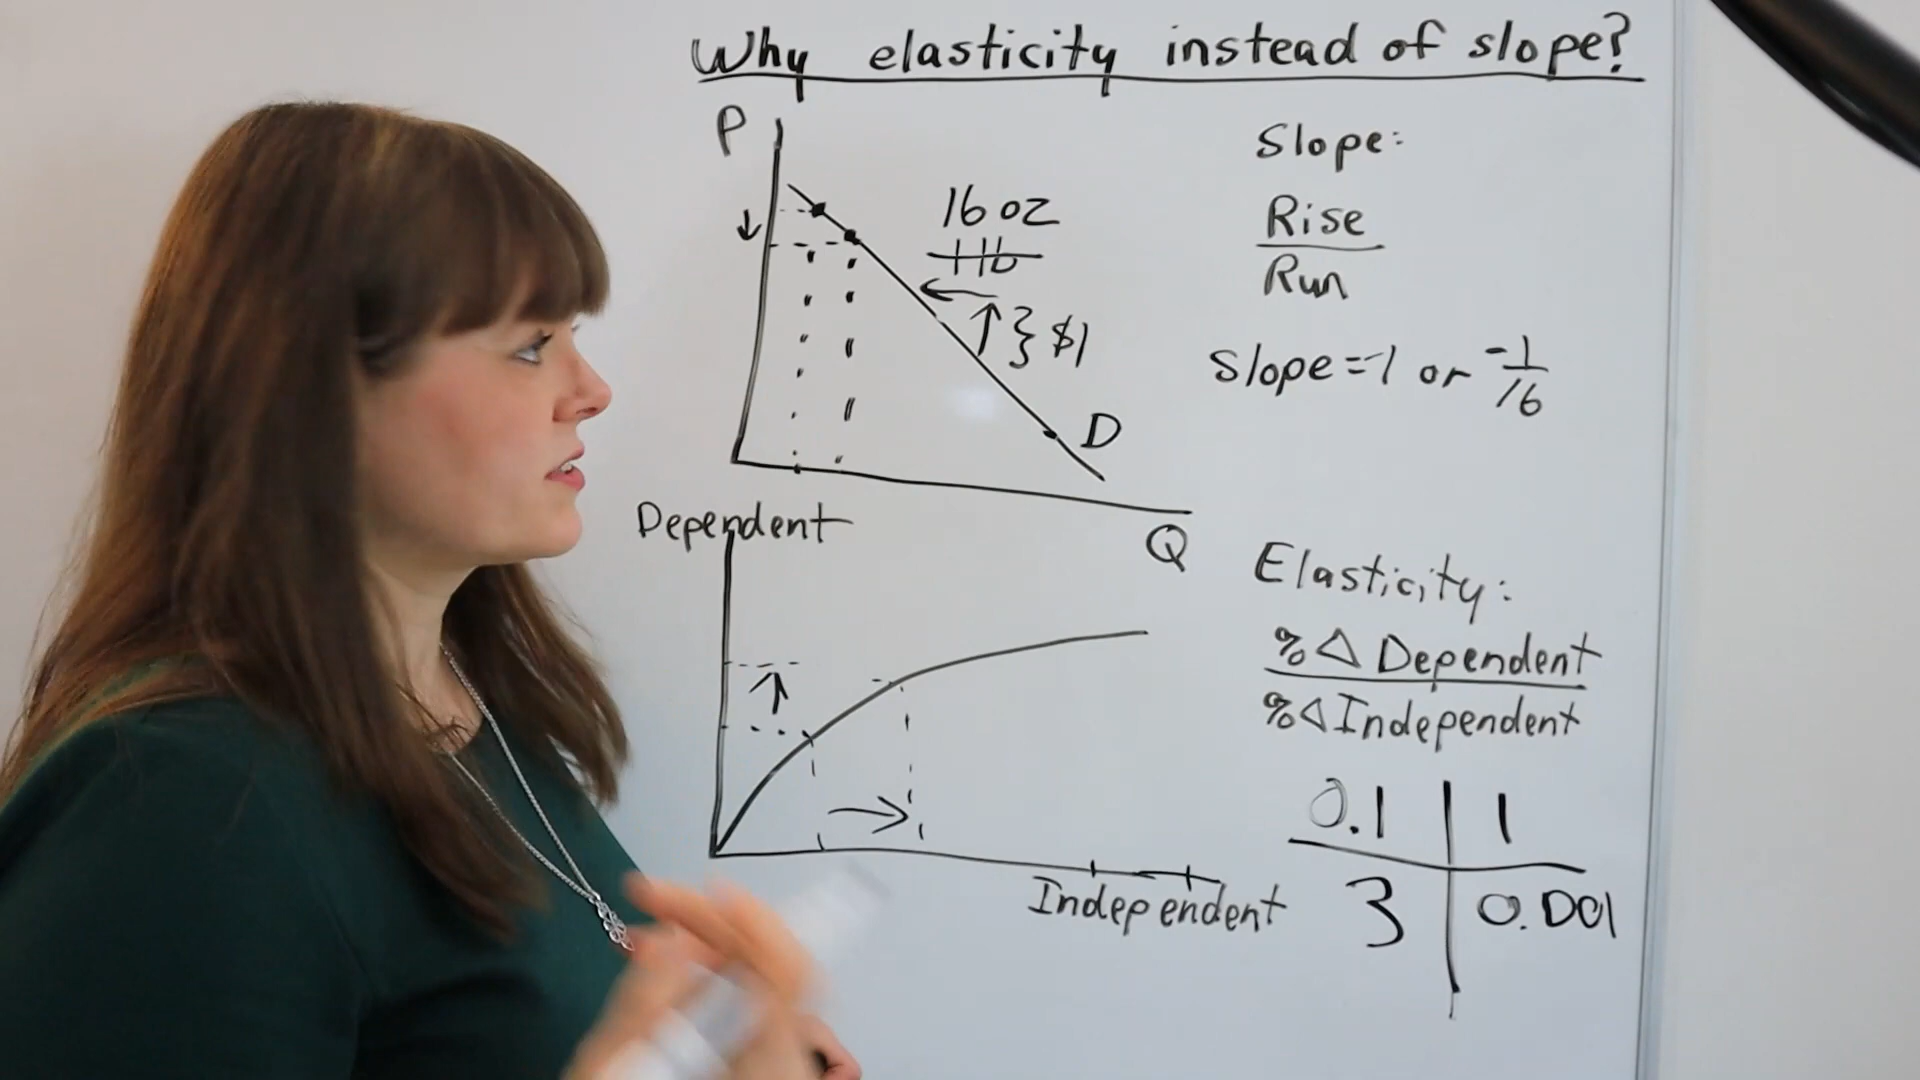 Why elasticity instead of slope?
P
16 oz
1 lb
$1
D
Q
Slope:
Rise
Run
Slope = -1 or -1/16
Dependent
Independent
Elasticity:
%Δ Dependent
%Δ Independent
0.1 1
3 0.001